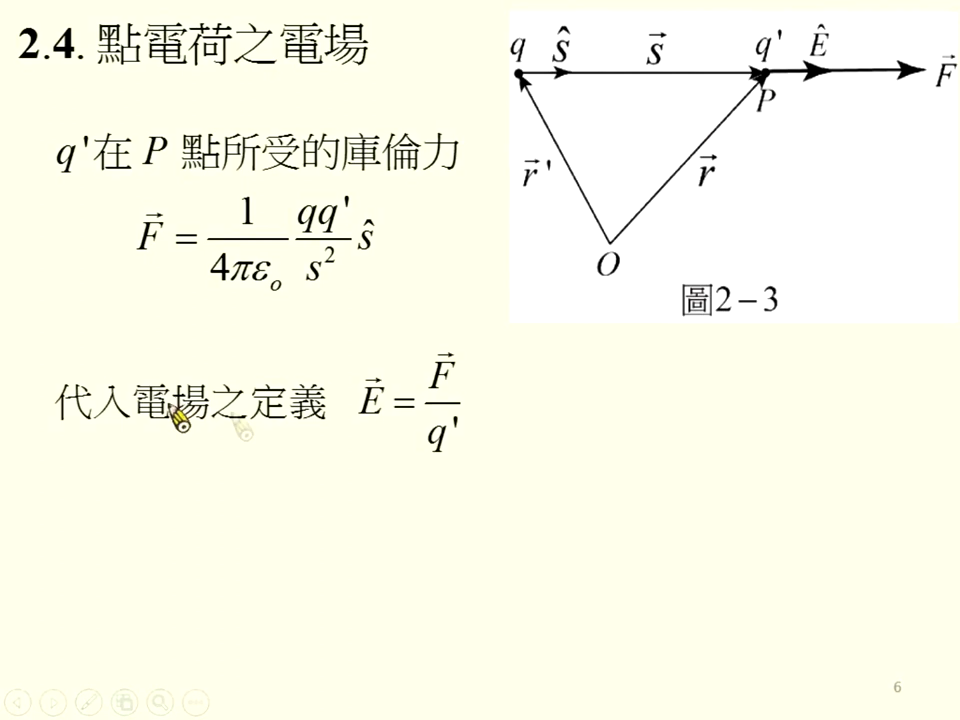 2.4. 點電荷之電場
q'在 P 點所受的庫倫力
F⃗ = 1/(4πε₀) qq'/s² ŝ
代入電場之定義 E⃗ = F⃗/q'
q ŝ s⃗ q' Ê F⃗
P
r⃗' r⃗
O
圖2-3
6